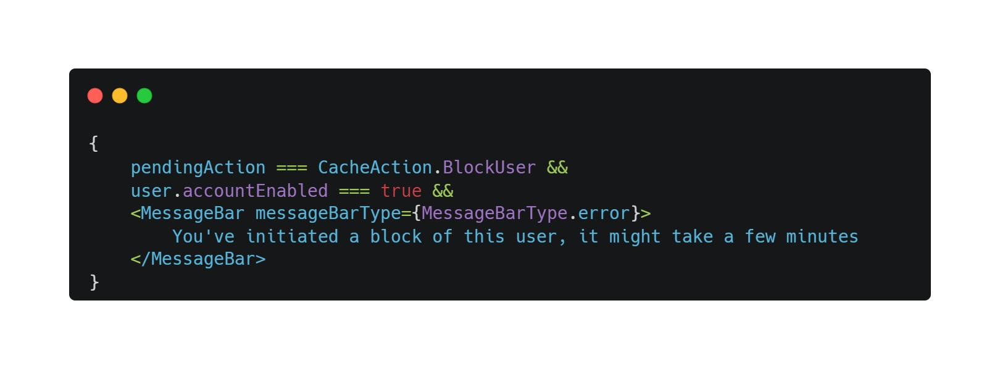 {
    pendingAction === CacheAction.BlockUser &&
    user.accountEnabled === true &&
    <MessageBar messageBarType={MessageBarType.error}>
        You've initiated a block of this user, it might take a few minutes
    </MessageBar>
}